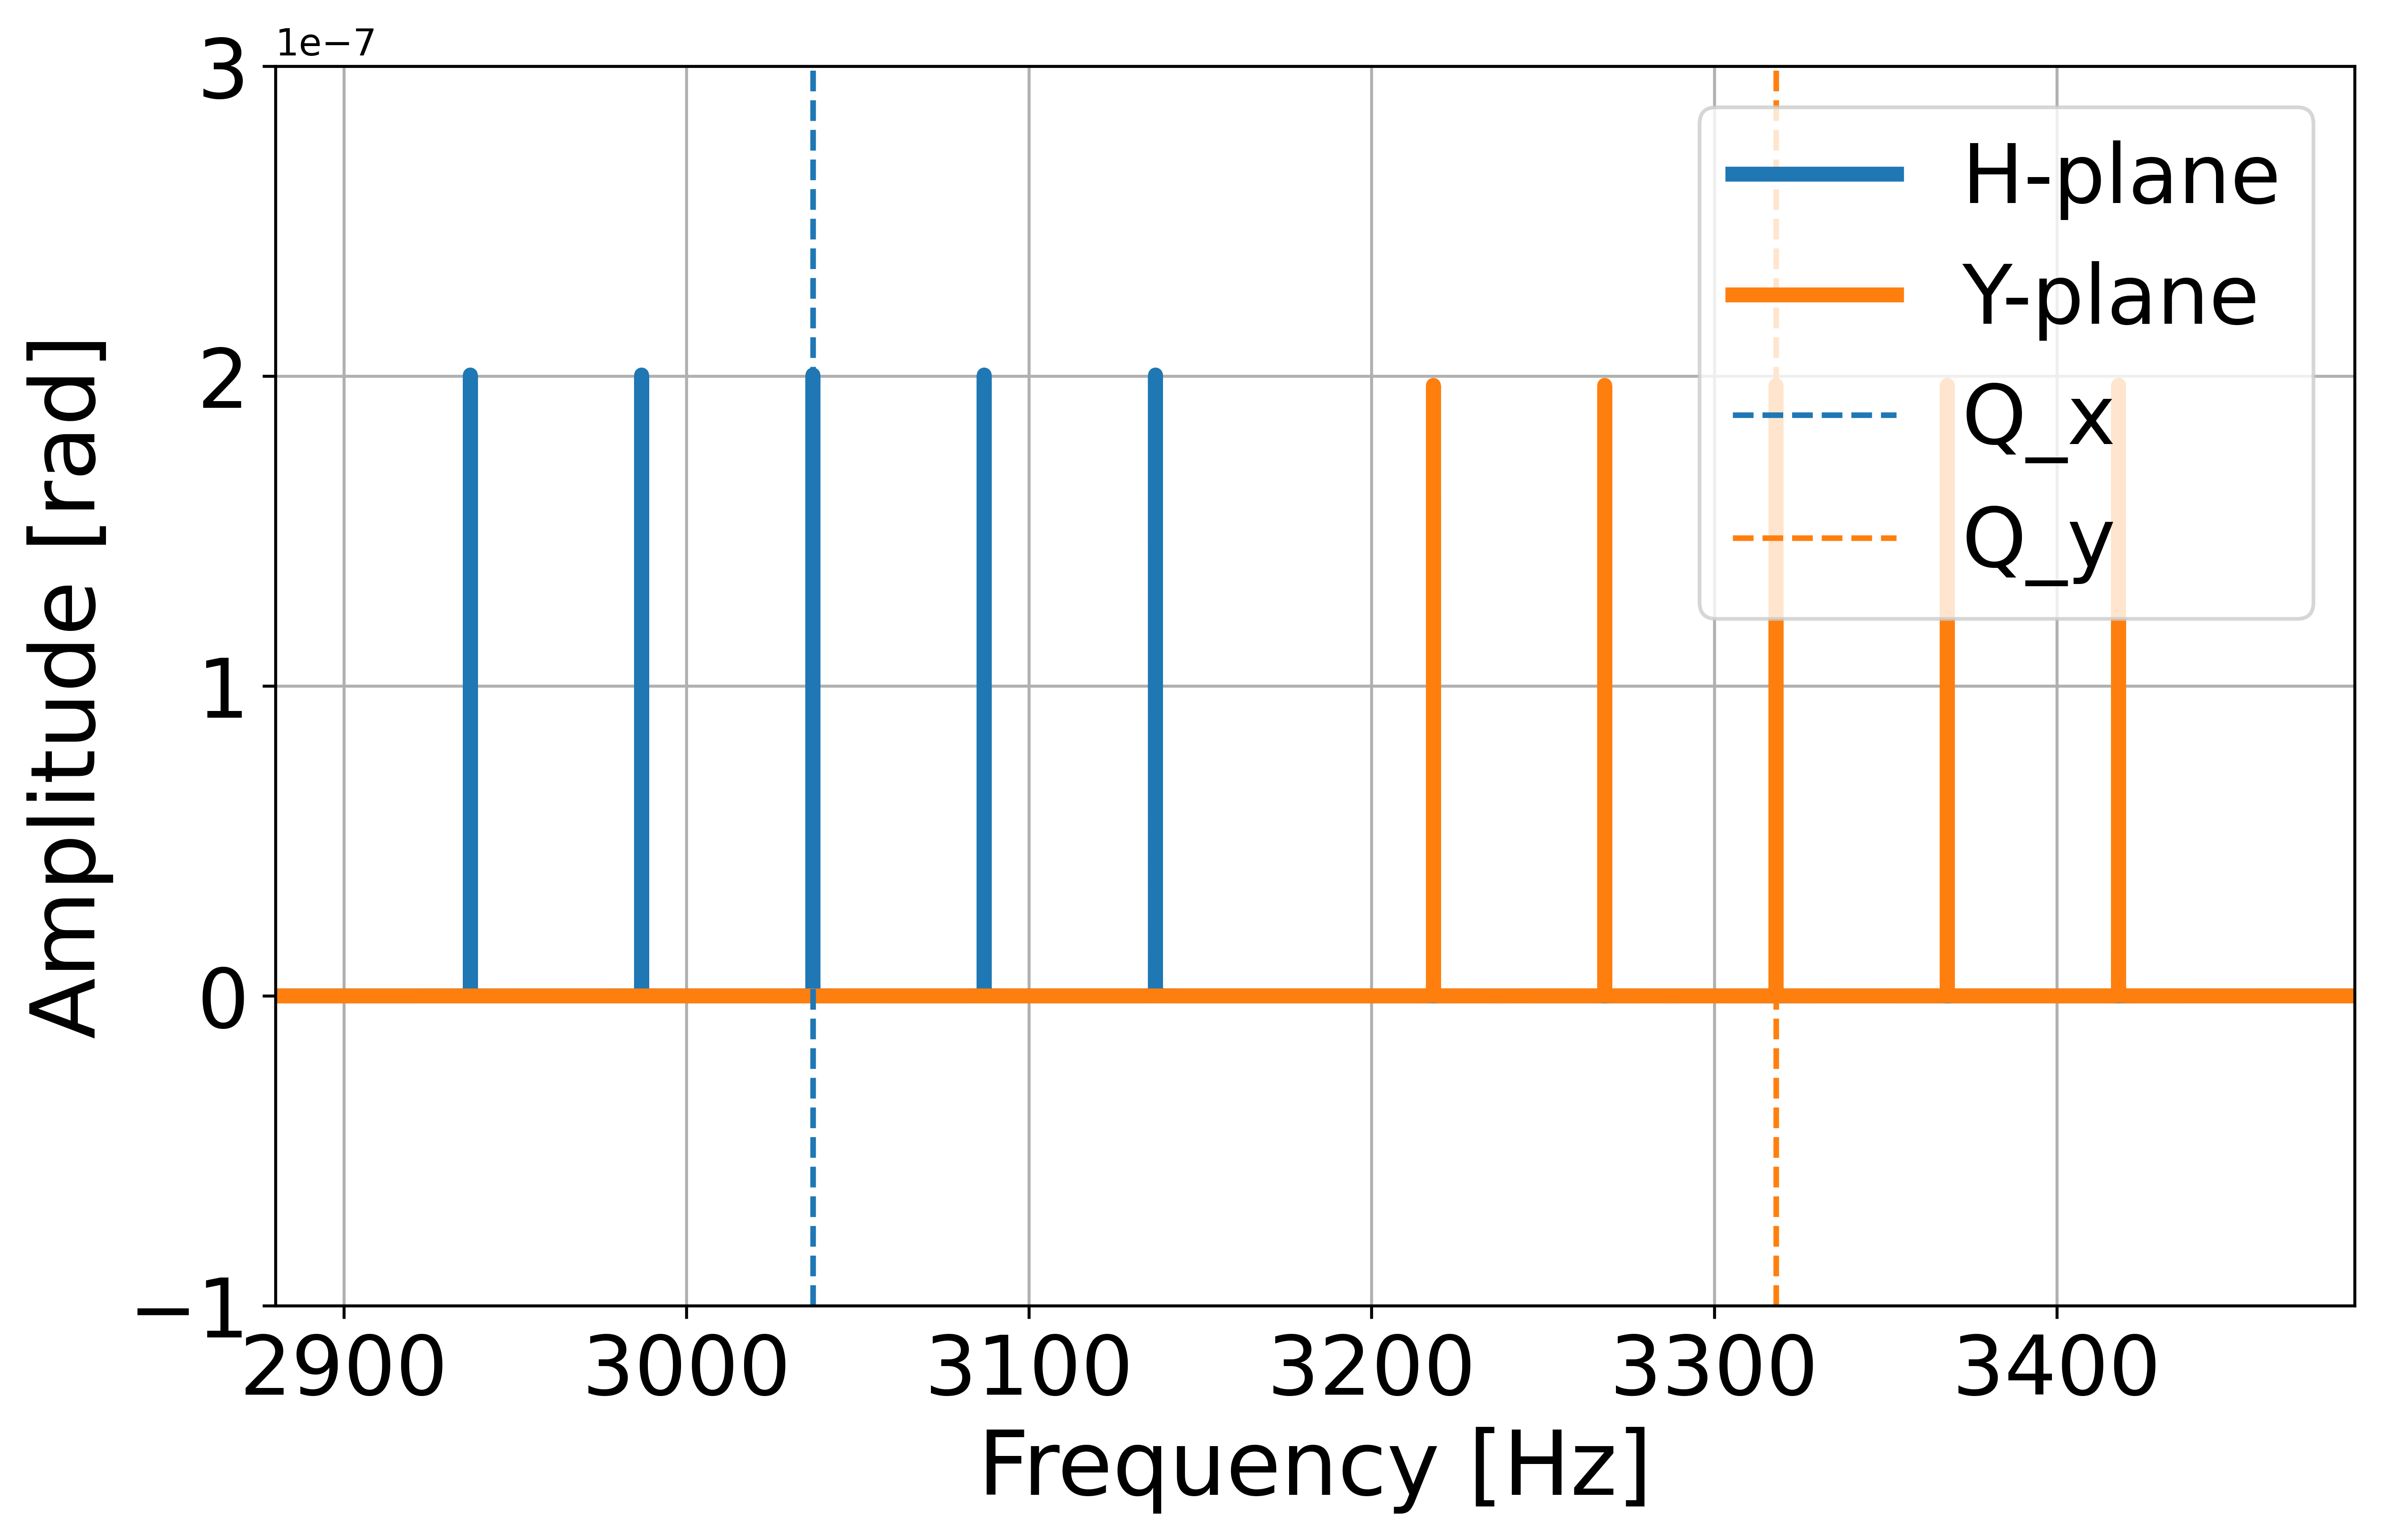 1e−7
3
2
1
0
−1
Amplitude [rad]
H-plane
Y-plane
Q_x
Q_y
2900 3000 3100 3200 3300 3400
Frequency [Hz]